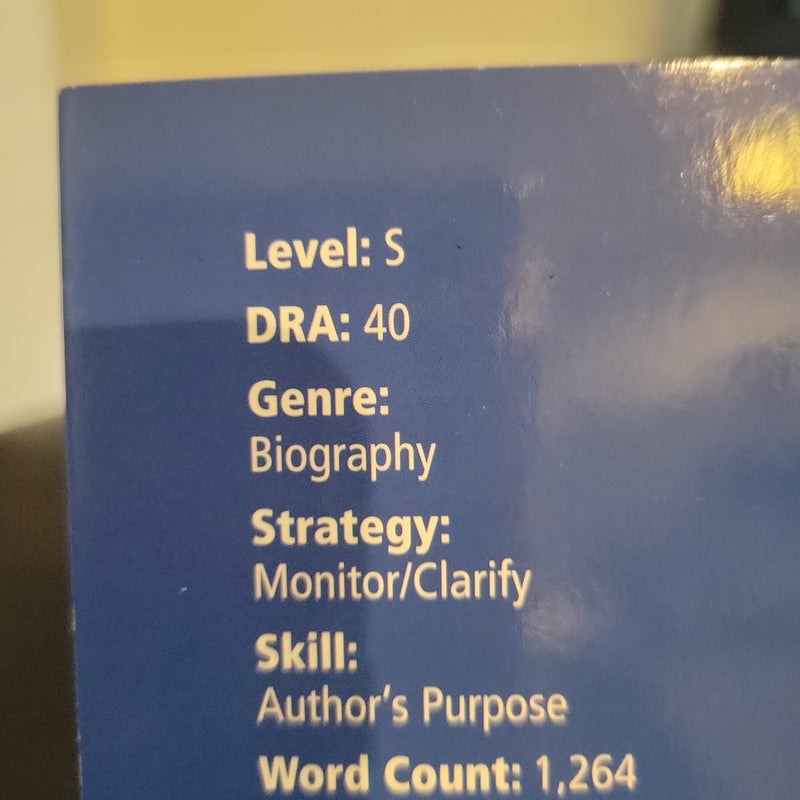 Level: S
DRA: 40
Genre:
Biography
Strategy:
Monitor/Clarify
Skill:
Author's Purpose
Word Count: 1,264